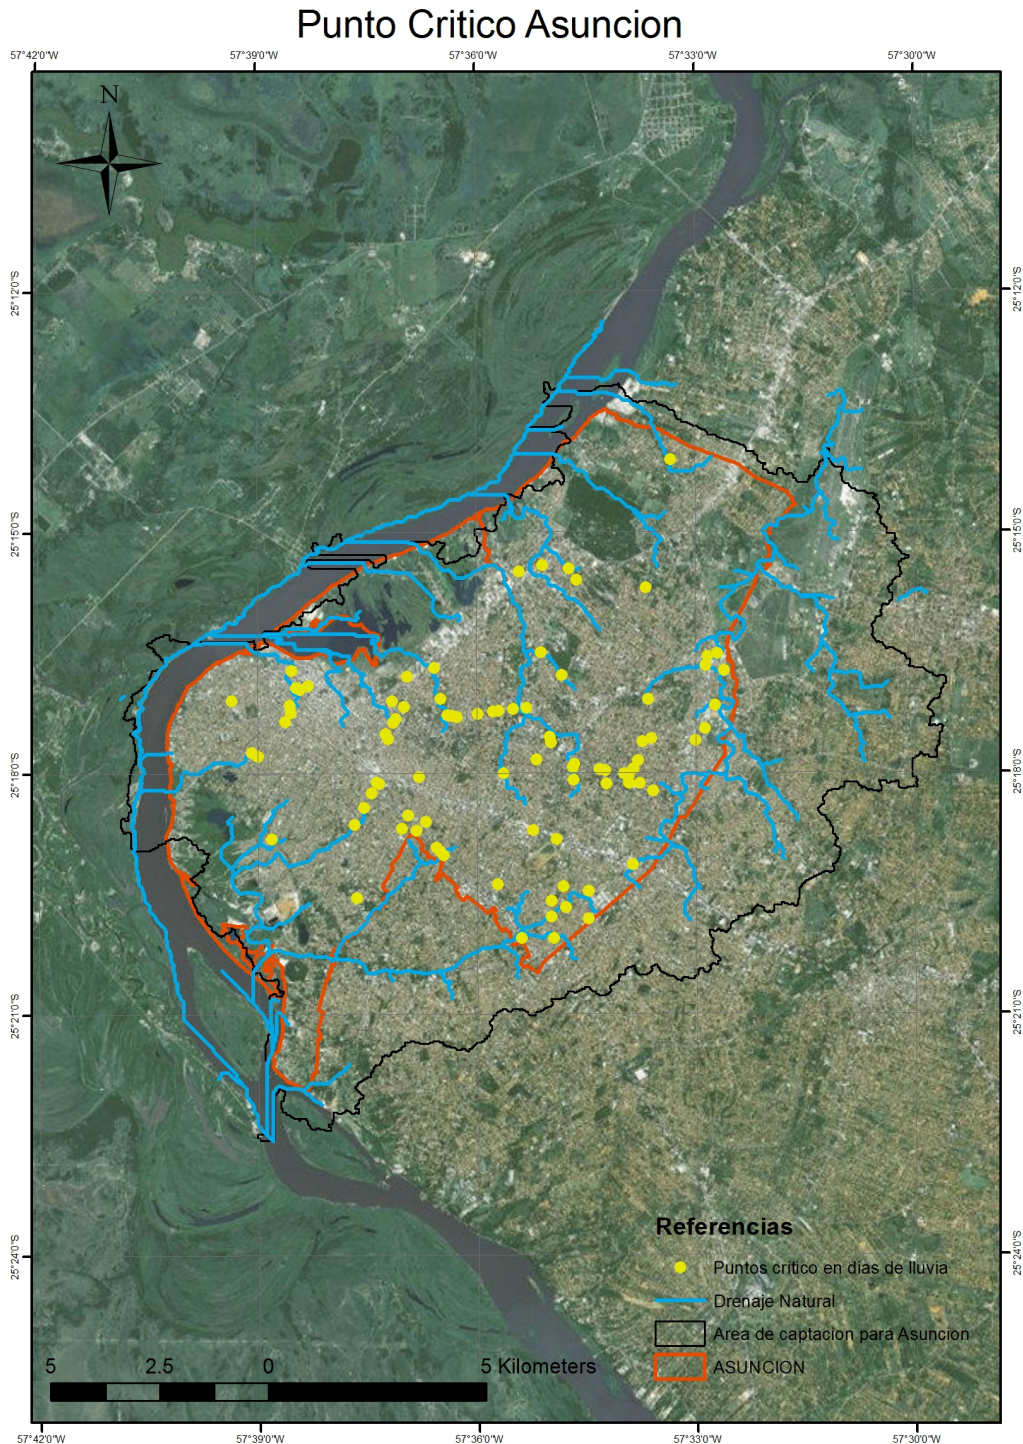 Punto Critico Asuncion
57°42'0"W 57°39'0"W 57°36'0"W 57°33'0"W 57°30'0"W
N
25°12'0"S 25°12'0"S
25°15'0"S 25°15'0"S
25°18'0"S 25°18'0"S
25°21'0"S 25°21'0"S
25°24'0"S 25°24'0"S
Referencias
Puntos critico en dias de lluvia
Drenaje Natural
Area de captacion para Asuncion
ASUNCION
5 2.5 0 5 Kilometers
57°42'0"W 57°39'0"W 57°36'0"W 57°33'0"W 57°30'0"W